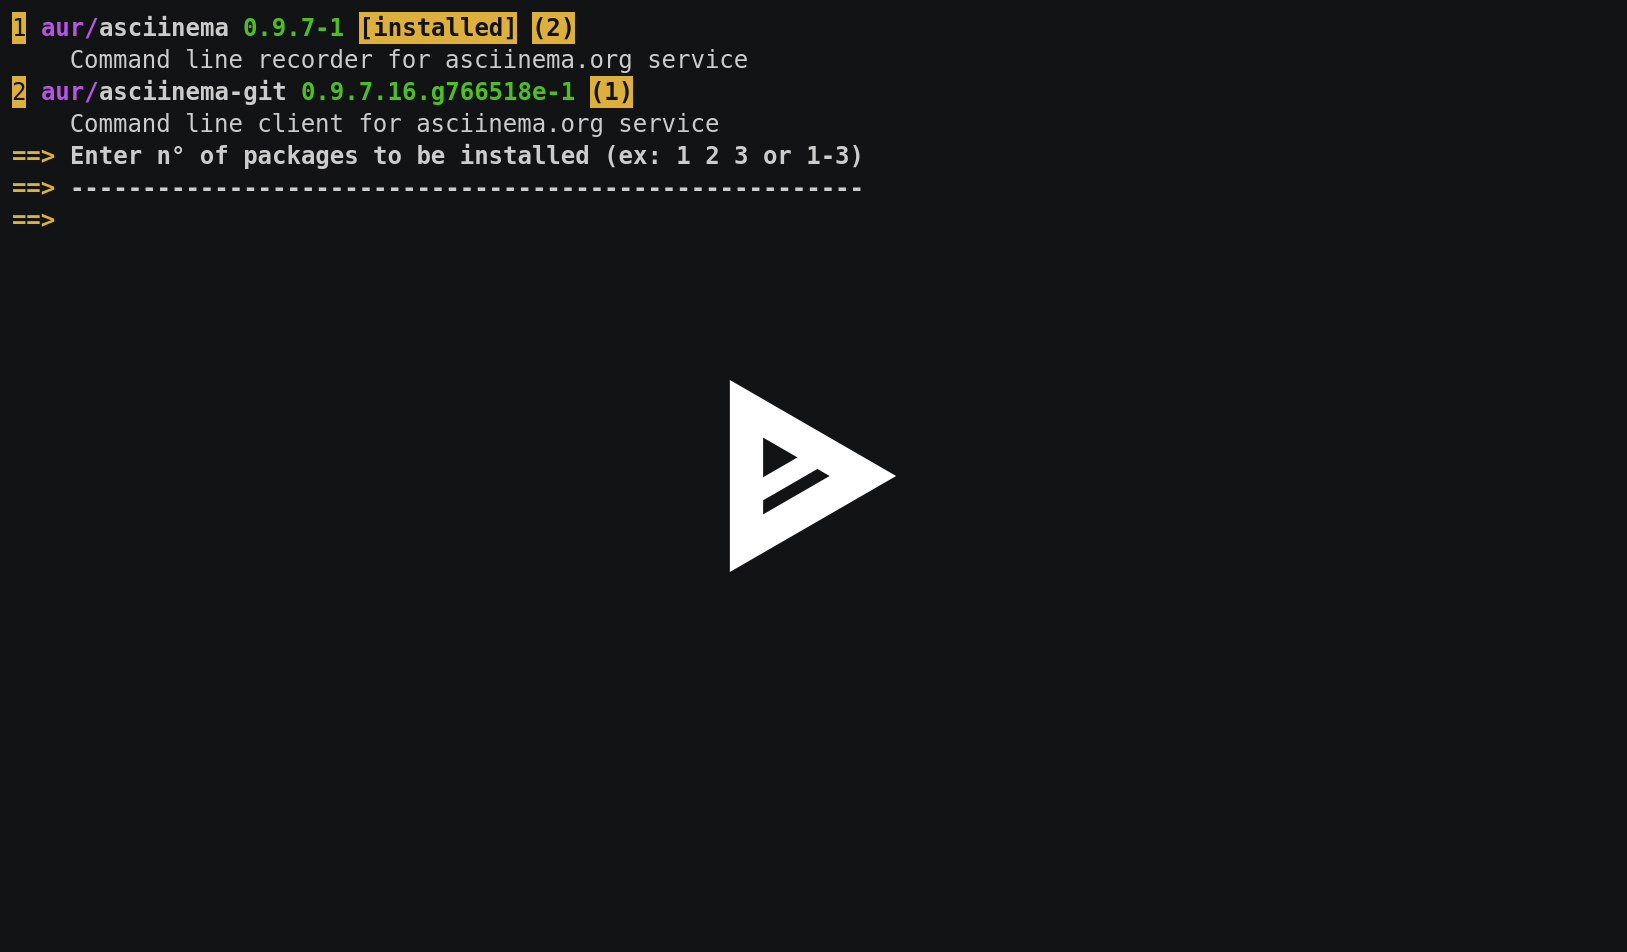 1 aur/asciinema 0.9.7-1 [installed] (2)
Command line recorder for asciinema.org service
2 aur/asciinema-git 0.9.7.16.g766518e-1 (1)
Command line client for asciinema.org service
==> Enter n° of packages to be installed (ex: 1 2 3 or 1-3)
==> -------------------------------------------------------
==>